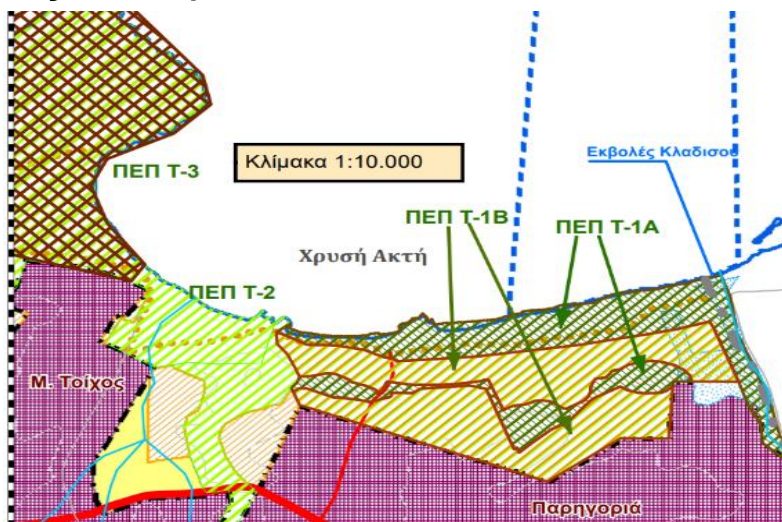 ΠΕΠ Τ-3
Κλίμακα 1:10.000
Εκβολές Κλαδισου
ΠΕΠ Τ-1Β
ΠΕΠ Τ-1Α
Χρυσή Ακτή
ΠΕΠ Τ-2
Μ. Τοίχος
Παρηγοριά